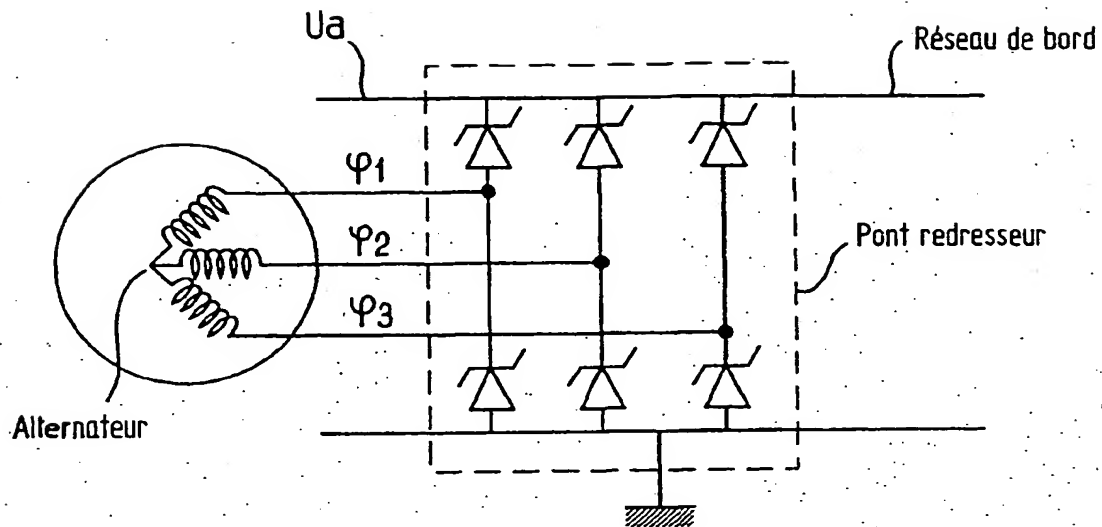 Ua
Réseau de bord
φ1
φ2
Pont redresseur
φ3
Alternateur